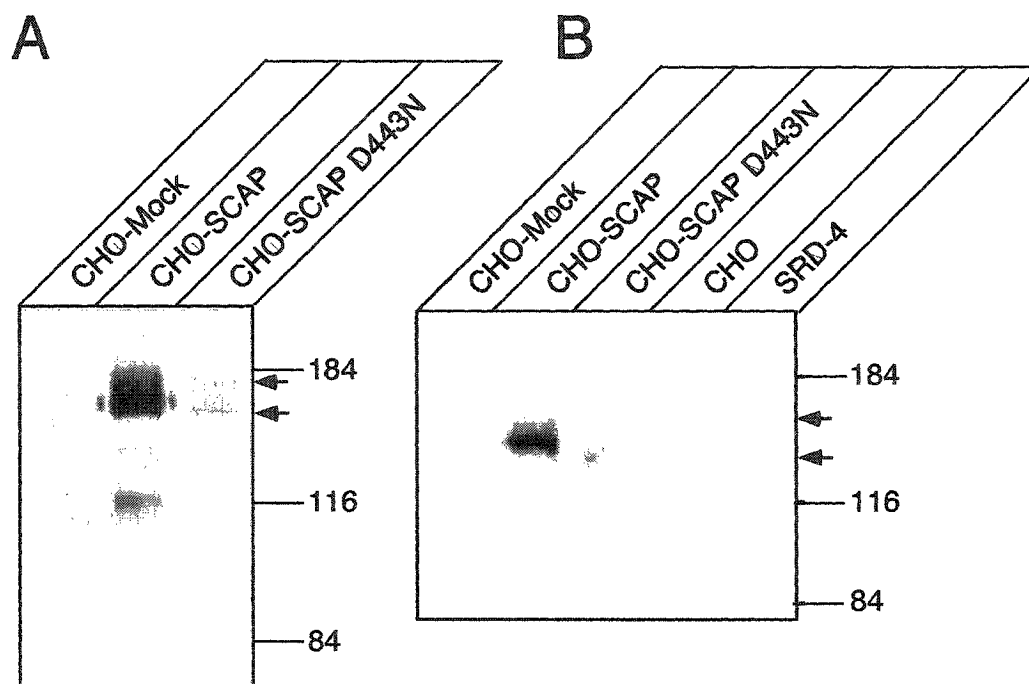 A
CHO-Mock
CHO-SCAP
CHO-SCAP D443N
184
116
84
B
CHO-Mock
CHO-SCAP
CHO-SCAP D443N
CHO
SRD-4
184
116
84